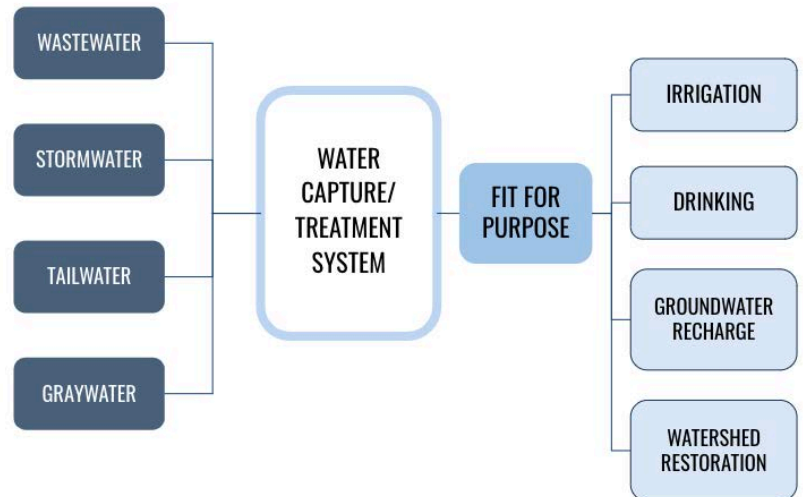 WASTEWATER
STORMWATER
TAILWATER
GRAYWATER
WATER
CAPTURE/
TREATMENT
SYSTEM
FIT FOR
PURPOSE
IRRIGATION
DRINKING
GROUNDWATER
RECHARGE
WATERSHED
RESTORATION